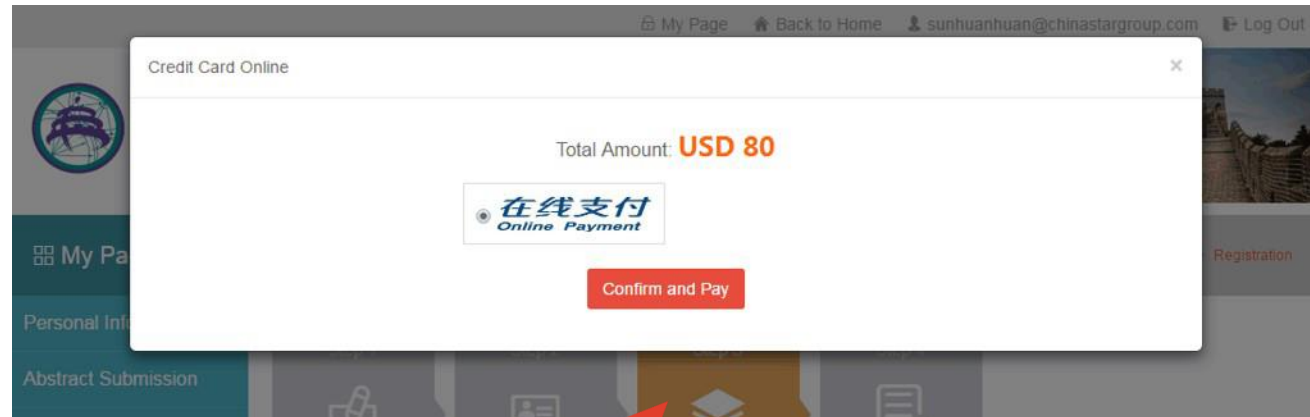 My Page Back to Home sunhuanhuan@chinastargroup.com Log Out
Credit Card Online ×
Total Amount: USD 80
在线支付
Online Payment
My Pa
Registration
Confirm and Pay
Personal Info
Abstract Submission